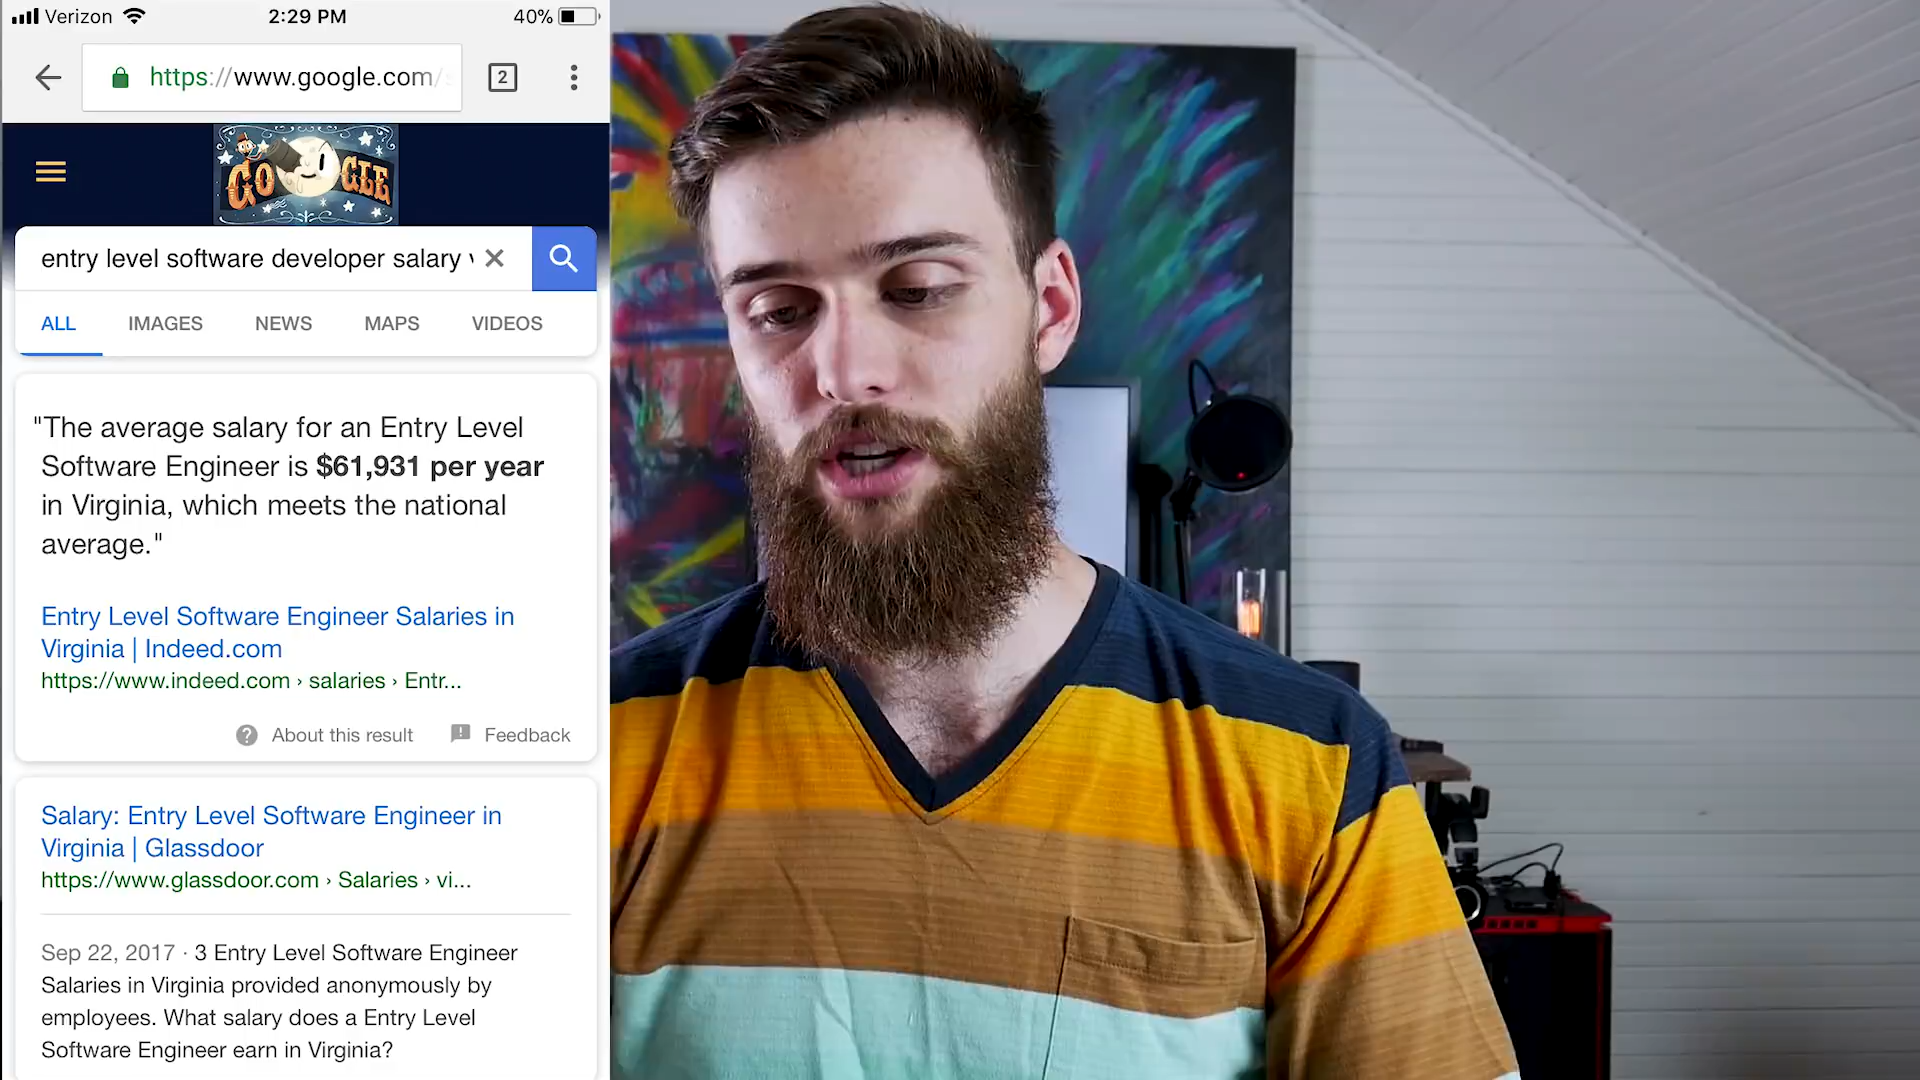 Verizon 2:29 PM 40%
https://www.google.com/ 2
GOOGLE
entry level software developer salary
ALL IMAGES NEWS MAPS VIDEOS
"The average salary for an Entry Level
Software Engineer is $61,931 per year
in Virginia, which meets the national
average."
Entry Level Software Engineer Salaries in
Virginia | Indeed.com
https://www.indeed.com › salaries › Entr...
About this result Feedback
Salary: Entry Level Software Engineer in
Virginia | Glassdoor
https://www.glassdoor.com › Salaries › vi...
Sep 22, 2017 · 3 Entry Level Software Engineer
Salaries in Virginia provided anonymously by
employees. What salary does a Entry Level
Software Engineer earn in Virginia?